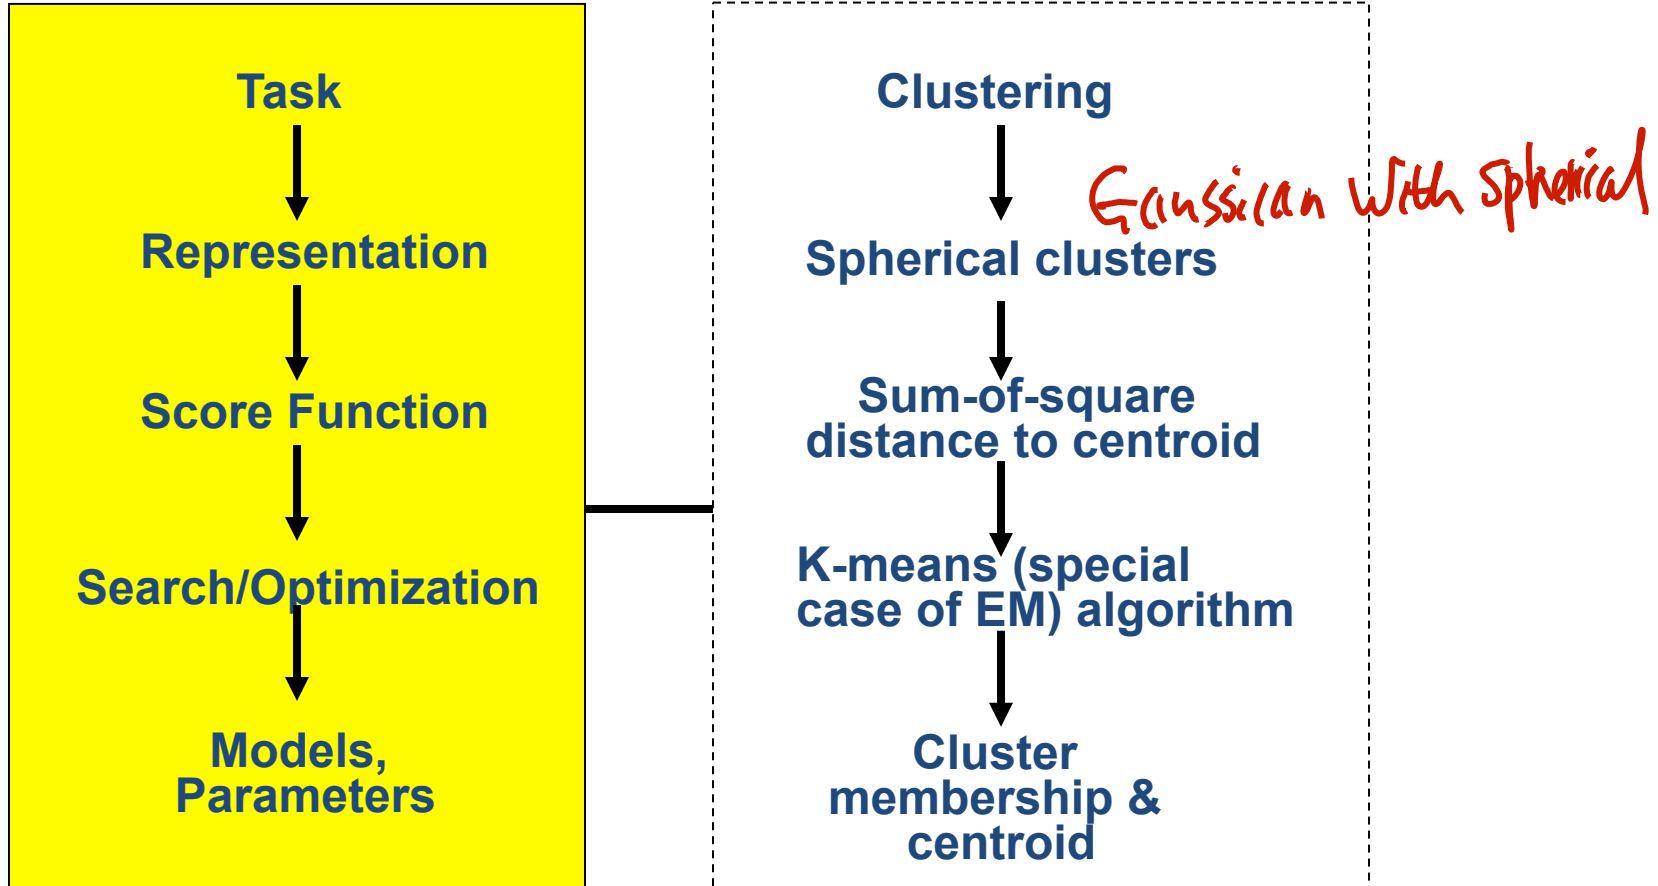 Task
Representation
Score Function
Search/Optimization
Models,
Parameters
Clustering
Gaussian with spherical
Spherical clusters
Sum-of-square
distance to centroid
K-means (special
case of EM) algorithm
Cluster
membership &
centroid